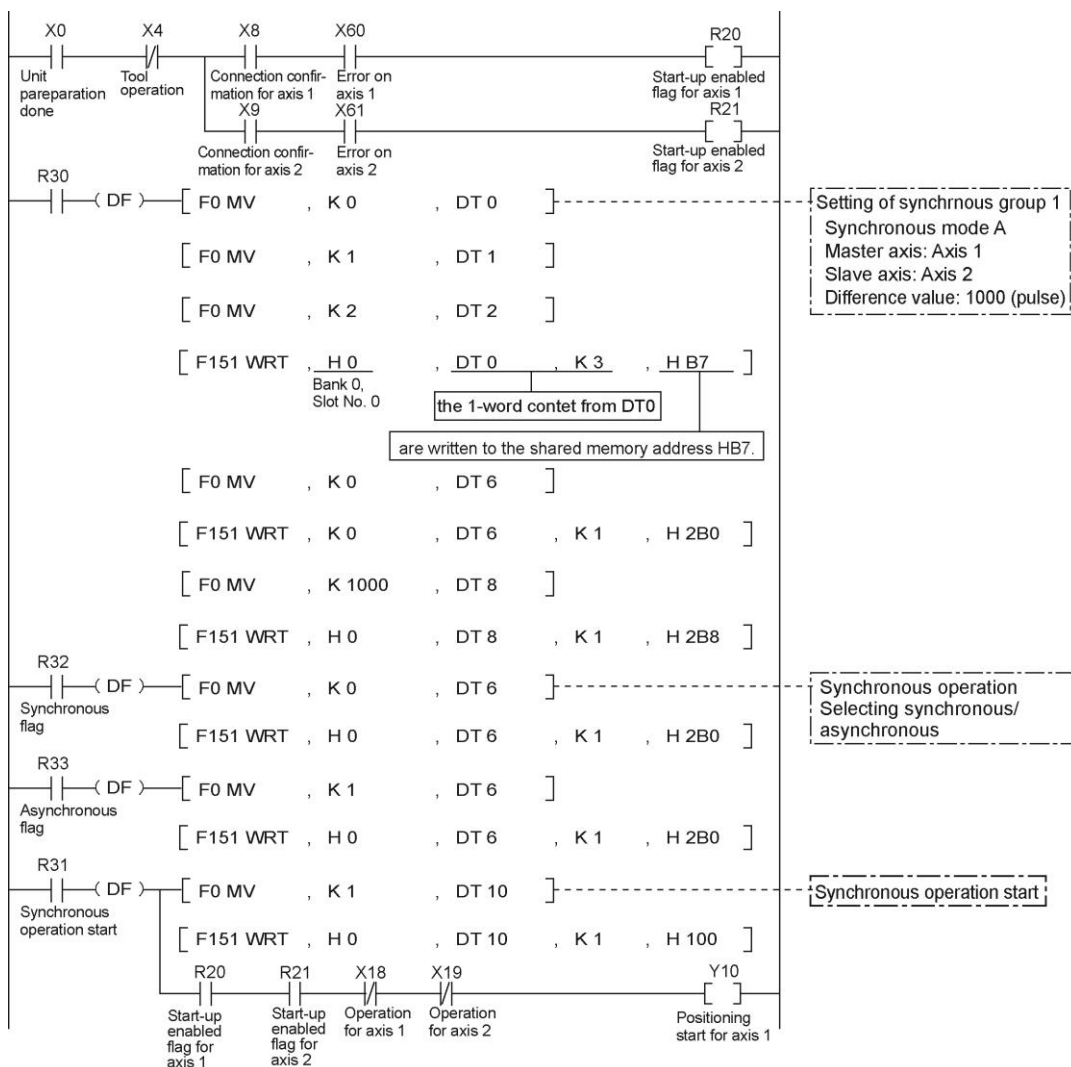 X0 X4 X8 X60 R20
Unit
pareparation
done
Tool
operation
Connection confir-
mation for axis 1
Error on
axis 1
Start-up enabled
flag for axis 1
X9 X61 R21
Connection confir-
mation for axis 2
Error on
axis 2
Start-up enabled
flag for axis 2
R30
( DF ) [ F0 MV , K 0 , DT 0 ]
Setting of synchrnous group 1
Synchronous mode A
Master axis: Axis 1
Slave axis: Axis 2
Difference value: 1000 (pulse)
[ F0 MV , K 1 , DT 1 ]
[ F0 MV , K 2 , DT 2 ]
[ F151 WRT , H 0 , DT 0 , K 3 , H B7 ]
Bank 0,
Slot No. 0
the 1-word contet from DT0
are written to the shared memory address HB7.
[ F0 MV , K 0 , DT 6 ]
[ F151 WRT , K 0 , DT 6 , K 1 , H 2B0 ]
[ F0 MV , K 1000 , DT 8 ]
[ F151 WRT , H 0 , DT 8 , K 1 , H 2B8 ]
R32
( DF ) [ F0 MV , K 0 , DT 6 ]
Synchronous
flag
Synchronous operation
Selecting synchronous/
asynchronous
[ F151 WRT , H 0 , DT 6 , K 1 , H 2B0 ]
R33
( DF ) [ F0 MV , K 1 , DT 6 ]
Asynchronous
flag
[ F151 WRT , H 0 , DT 6 , K 1 , H 2B0 ]
R31
( DF ) [ F0 MV , K 1 , DT 10 ]
Synchronous
operation start
Synchronous operation start
[ F151 WRT , H 0 , DT 10 , K 1 , H 100 ]
R20 R21 X18 X19 Y10
Start-up
enabled
flag for
axis 1
Start-up
enabled
flag for
axis 2
Operation
for axis 1
Operation
for axis 2
Positioning
start for axis 1